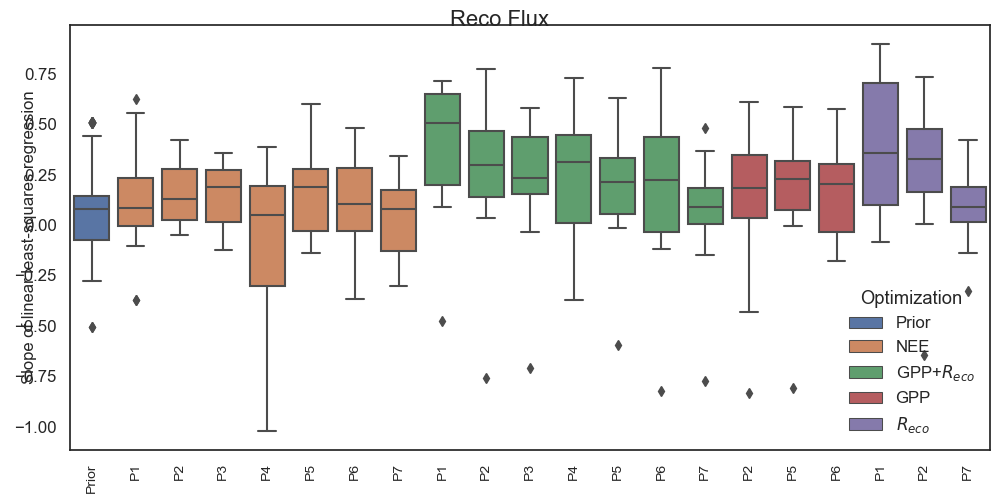 Reco Flux
Slope of linear least-squares regression
0.75
0.50
0.25
0.00
−0.25
−0.50
−0.75
−1.00
Optimization
Prior
NEE
GPP+R_eco
GPP
R_eco
Prior P1 P2 P3 P4 P5 P6 P7 P1 P2 P3 P4 P5 P6 P7 P2 P5 P6 P1 P2 P7